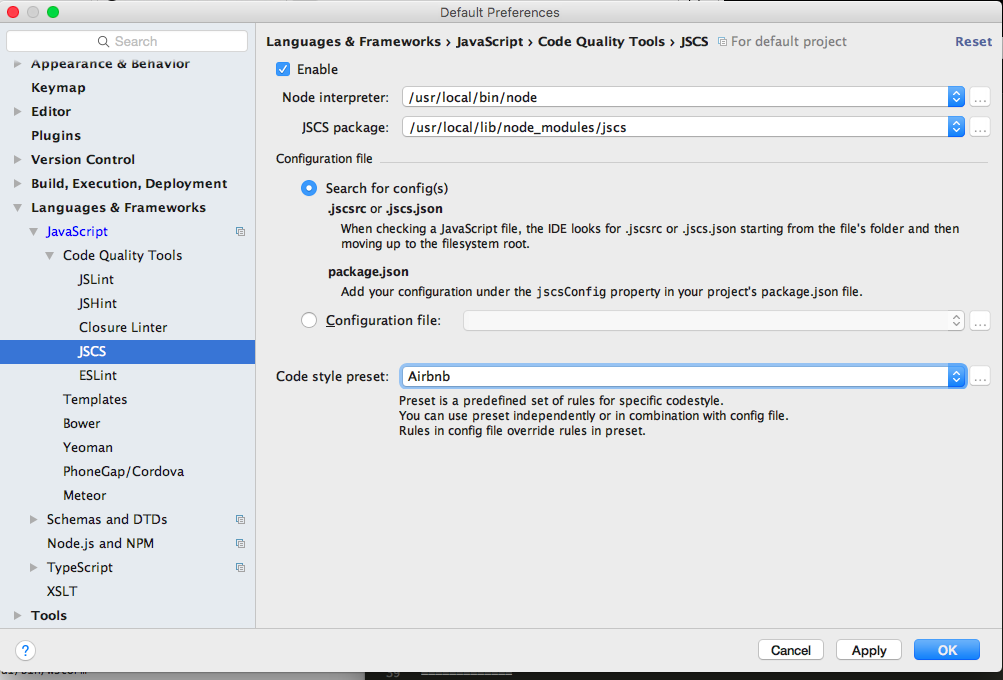 Default Preferences
Search
Appearance & Behavior
Keymap
Editor
Plugins
Version Control
Build, Execution, Deployment
Languages & Frameworks
JavaScript
Code Quality Tools
JSLint
JSHint
Closure Linter
JSCS
ESLint
Templates
Bower
Yeoman
PhoneGap/Cordova
Meteor
Schemas and DTDs
Node.js and NPM
TypeScript
XSLT
Tools
Languages & Frameworks › JavaScript › Code Quality Tools › JSCS For default project Reset
Enable
Node interpreter: /usr/local/bin/node ...
JSCS package: /usr/local/lib/node_modules/jscs ...
Configuration file
Search for config(s)
.jscsrc or .jscs.json
When checking a JavaScript file, the IDE looks for .jscsrc or .jscs.json starting from the file's folder and then
moving up to the filesystem root.
package.json
Add your configuration under the jscsConfig property in your project's package.json file.
Configuration file: ...
Code style preset: Airbnb ...
Preset is a predefined set of rules for specific codestyle.
You can use preset independently or in combination with config file.
Rules in config file override rules in preset.
? Cancel Apply OK
39